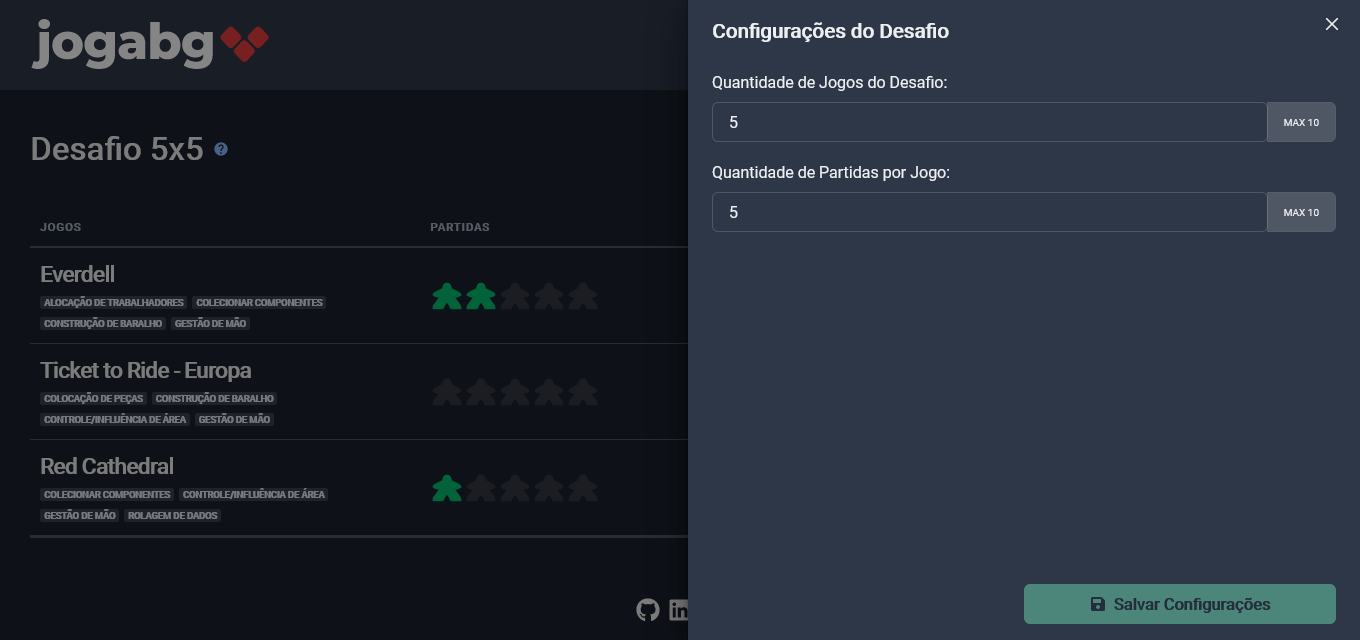 jogabg
Desafio 5x5 ?
JOGOS PARTIDAS
Everdell
ALOCAÇÃO DE TRABALHADORES COLECIONAR COMPONENTES
CONSTRUÇÃO DE BARALHO GESTÃO DE MÃO
Ticket to Ride - Europa
COLOCAÇÃO DE PEÇAS CONSTRUÇÃO DE BARALHO
CONTROLE/INFLUÊNCIA DE ÁREA GESTÃO DE MÃO
Red Cathedral
COLECIONAR COMPONENTES CONTROLE/INFLUÊNCIA DE ÁREA
GESTÃO DE MÃO ROLAGEM DE DADOS
in
Configurações do Desafio
Quantidade de Jogos do Desafio:
5 MAX 10
Quantidade de Partidas por Jogo:
5 MAX 10
Salvar Configurações